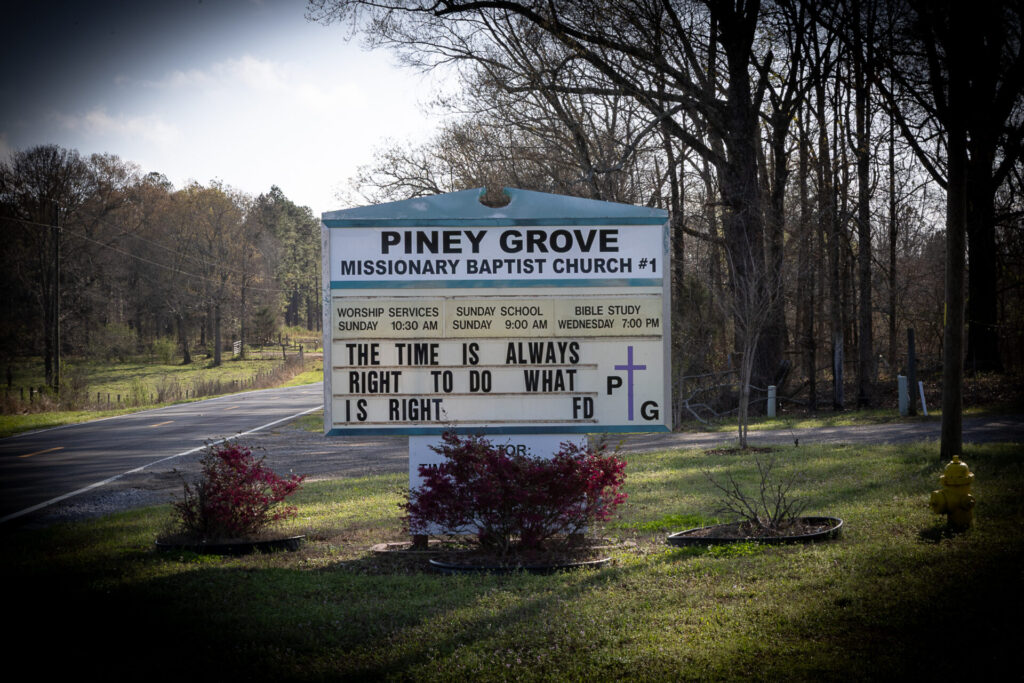 PINEY GROVE
MISSIONARY BAPTIST CHURCH #1
WORSHIP SERVICES
SUNDAY 10:30 AM
SUNDAY SCHOOL
SUNDAY 9:00 AM
BIBLE STUDY
WEDNESDAY 7:00 PM
THE TIME IS ALWAYS
RIGHT TO DO WHAT
IS RIGHT FD
P G